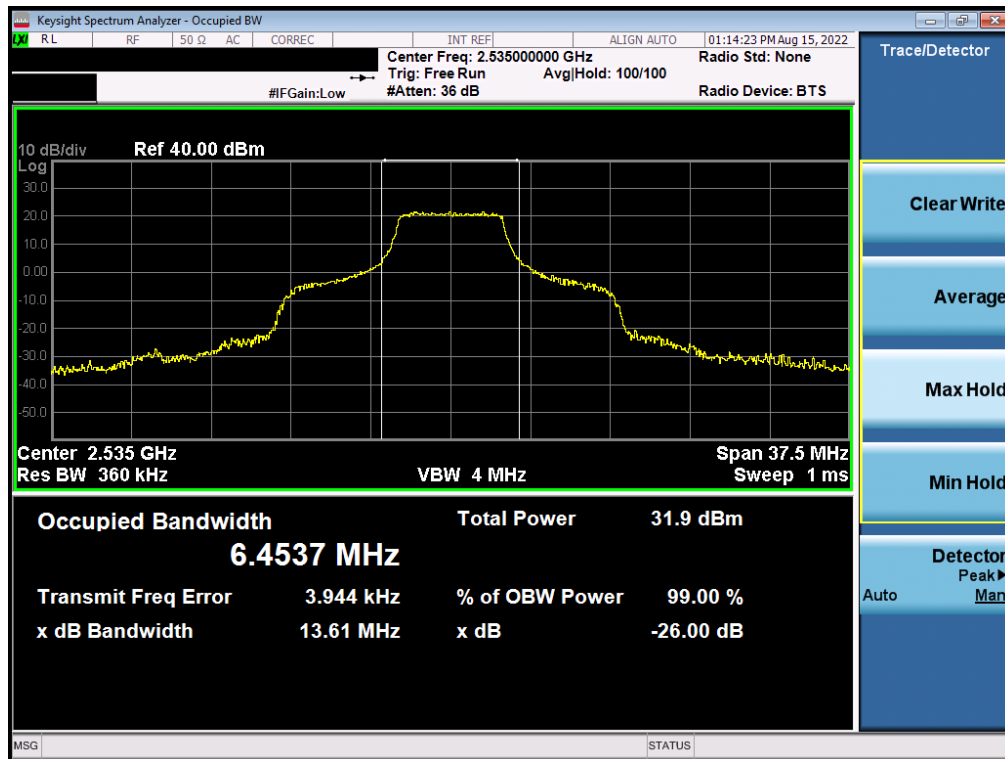 Keysight Spectrum Analyzer - Occupied BW
LXI RL RF 50 Ω AC CORREC INT REF ALIGN AUTO 01:14:23 PM Aug 15, 2022
Center Freq: 2.535000000 GHz Radio Std: None
Trig: Free Run Avg|Hold: 100/100
#IFGain:Low #Atten: 36 dB Radio Device: BTS
Trace/Detector
10 dB/div Ref 40.00 dBm
Log
30.0
20.0
10.0
0.00
-10.0
-20.0
-30.0
-40.0
-50.0
Center 2.535 GHz Span 37.5 MHz
Res BW 360 kHz VBW 4 MHz Sweep 1 ms
Occupied Bandwidth Total Power 31.9 dBm
6.4537 MHz
Transmit Freq Error 3.944 kHz % of OBW Power 99.00 %
x dB Bandwidth 13.61 MHz x dB -26.00 dB
Clear Write
Average
Max Hold
Min Hold
Detector
Peak▶
Auto Man
MSG STATUS